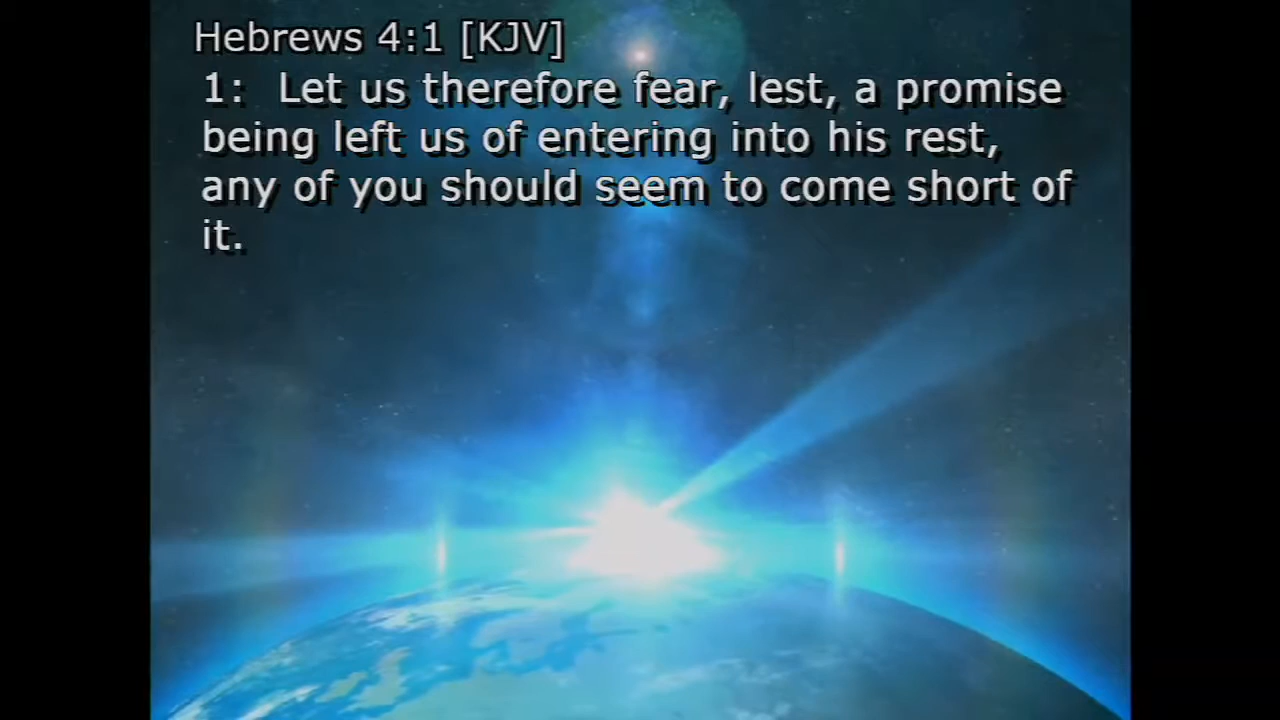 Hebrews 4:1 [KJV]
1: Let us therefore fear, lest, a promise
being left us of entering into his rest,
any of you should seem to come short of
it.